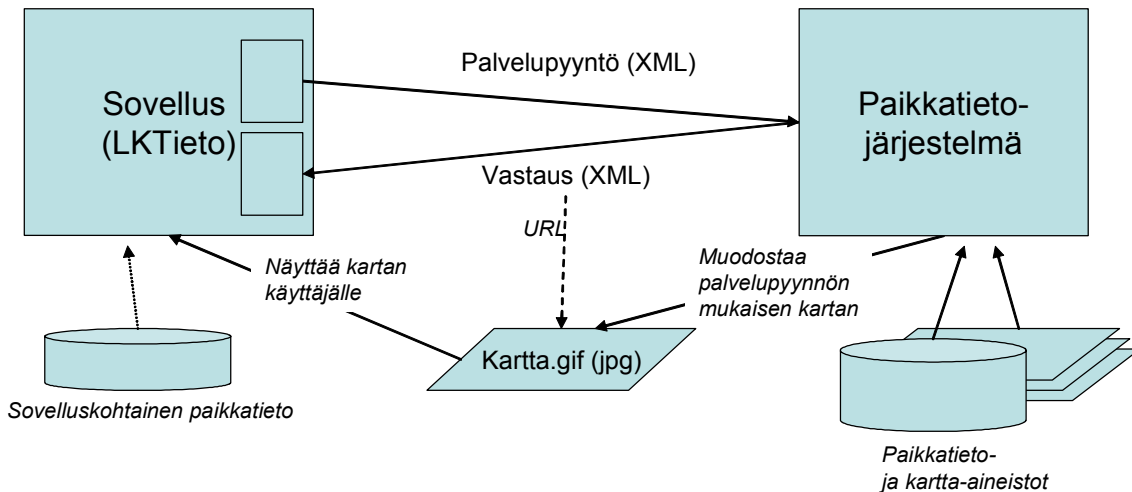 Palvelupyyntö (XML)
Sovellus
(LKTieto)
Paikkatieto-
järjestelmä
Vastaus (XML)
URL
Näyttää kartan
käyttäjälle
Muodostaa
palvelupyynnön
mukaisen kartan
Kartta.gif (jpg)
Sovelluskohtainen paikkatieto
Paikkatieto-
ja kartta-aineistot